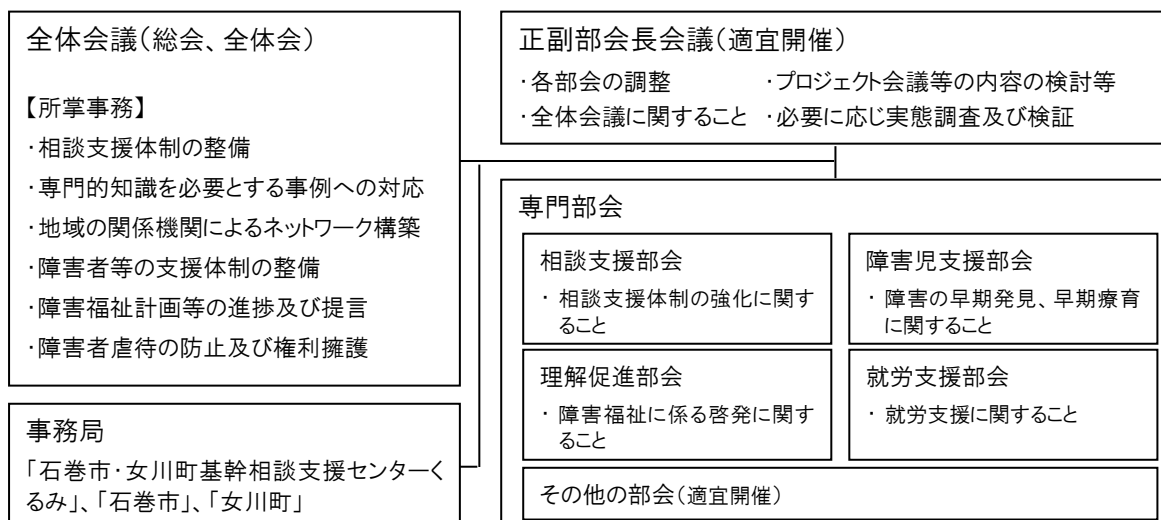 全体会議(総会、全体会)
【所掌事務】
・相談支援体制の整備
・専門的知識を必要とする事例への対応
・地域の関係機関によるネットワーク構築
・障害者等の支援体制の整備
・障害福祉計画等の進捗及び提言
・障害者虐待の防止及び権利擁護
事務局
「石巻市・女川町基幹相談支援センターく
るみ」、「石巻市」、「女川町」
正副部会長会議(適宜開催)
・各部会の調整 ・プロジェクト会議等の内容の検討等
・全体会議に関すること ・必要に応じ実態調査及び検証
専門部会
相談支援部会
・ 相談支援体制の強化に関す
ること
障害児支援部会
・ 障害の早期発見、早期療育
に関すること
理解促進部会
・ 障害福祉に係る啓発に関す
ること
就労支援部会
・ 就労支援に関すること
その他の部会(適宜開催)